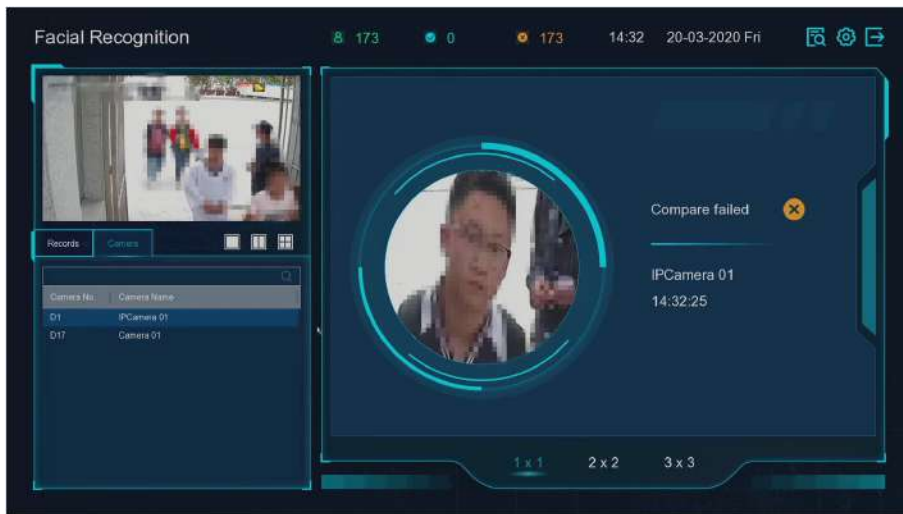 Facial Recognition
173
0
173
14:32
20-03-2020 Fri
Records
Camera
Camera No.
Camera Name
D1
IPCamera 01
D17
Camera 01
Compare failed
IPCamera 01
14:32:25
1 x 1
2 x 2
3 x 3